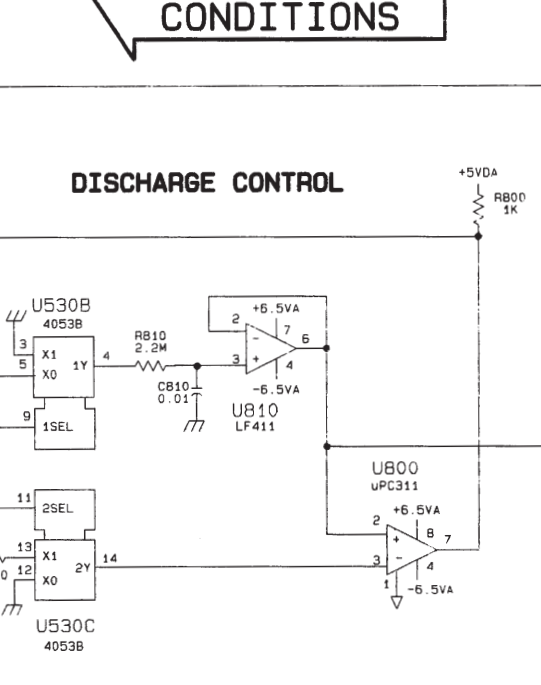 CONDITIONS
DISCHARGE CONTROL
+5VDA
R800
1K
U530B
4053B
3 X1
5 X0
1Y 4
9 1SEL
R810
2.2M
C810
0.01
+6.5VA
2 - 7
6
3 + 4
-6.5VA
U810
LF411
U800
uPC311
+6.5VA
2 + 8
7
3 - 4
1
-6.5VA
11 2SEL
13 X1
0 12 X0
2Y 14
U530C
4053B